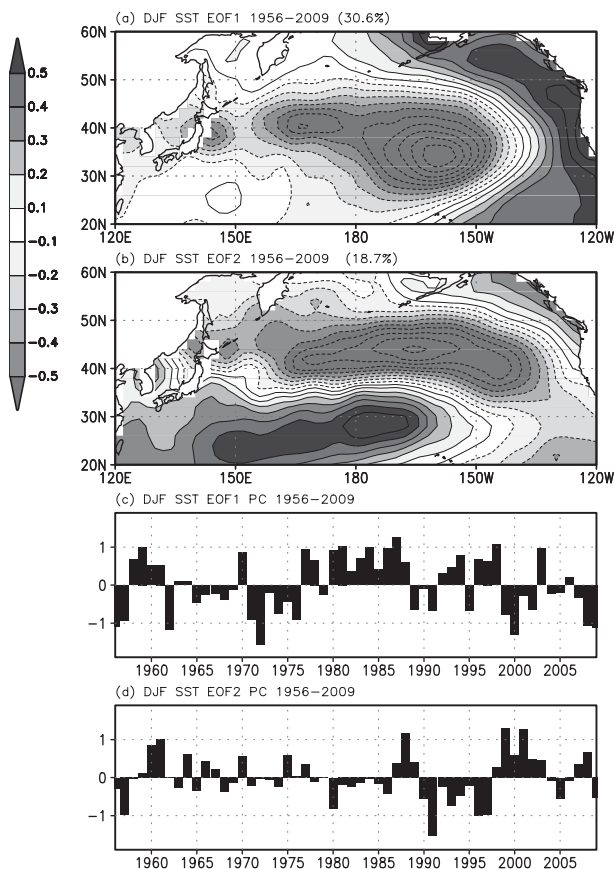 (a) DJF SST EOF1 1956−2009 (30.6%)
60N
50N
40N
30N
20N
120E 150E 180 150W 120W
0.5
0.4
0.3
0.2
0.1
−0.1
−0.2
−0.3
−0.4
−0.5
(b) DJF SST EOF2 1956−2009 (18.7%)
60N
50N
40N
30N
20N
120E 150E 180 150W 120W
(c) DJF SST EOF1 PC 1956−2009
1
0
−1
1960 1965 1970 1975 1980 1985 1990 1995 2000 2005
(d) DJF SST EOF2 PC 1956−2009
1
0
−1
1960 1965 1970 1975 1980 1985 1990 1995 2000 2005